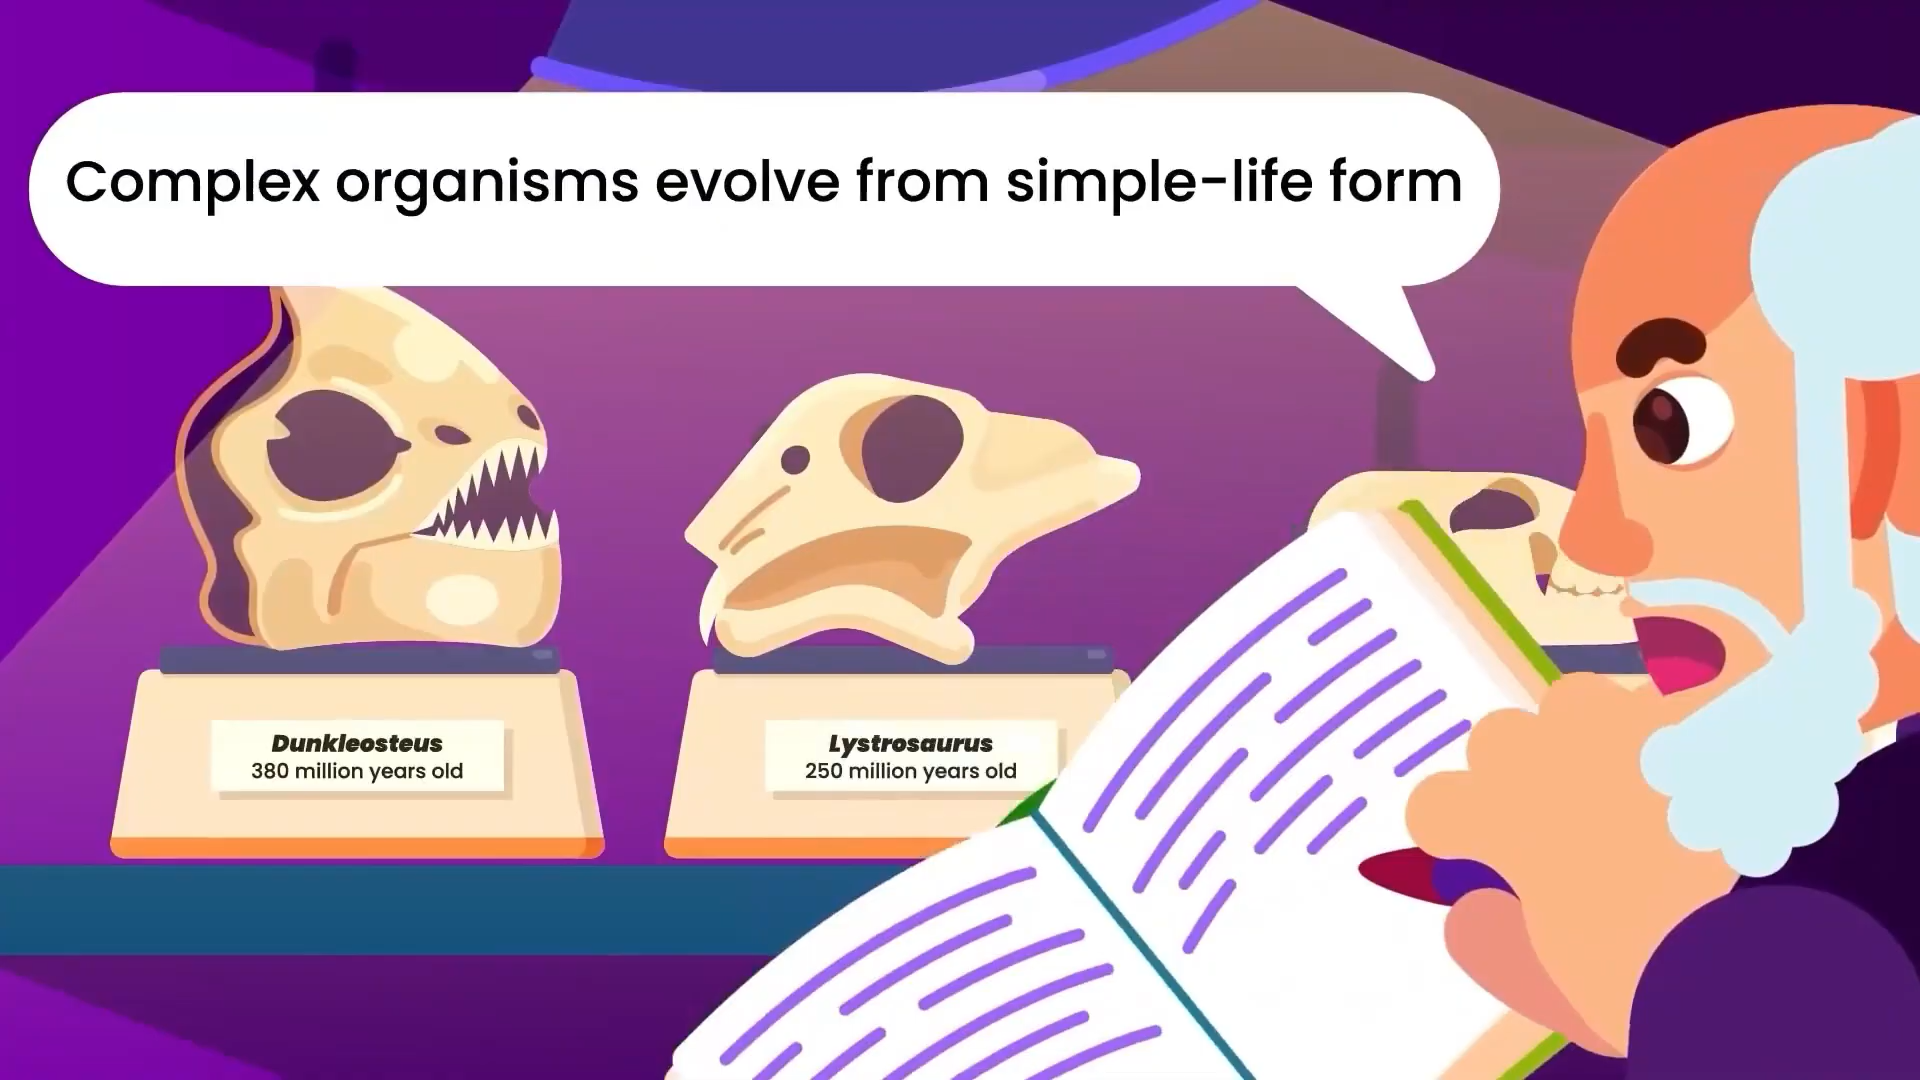 Complex organisms evolve from simple-life form
Dunkleosteus
380 million years old
Lystrosaurus
250 million years old